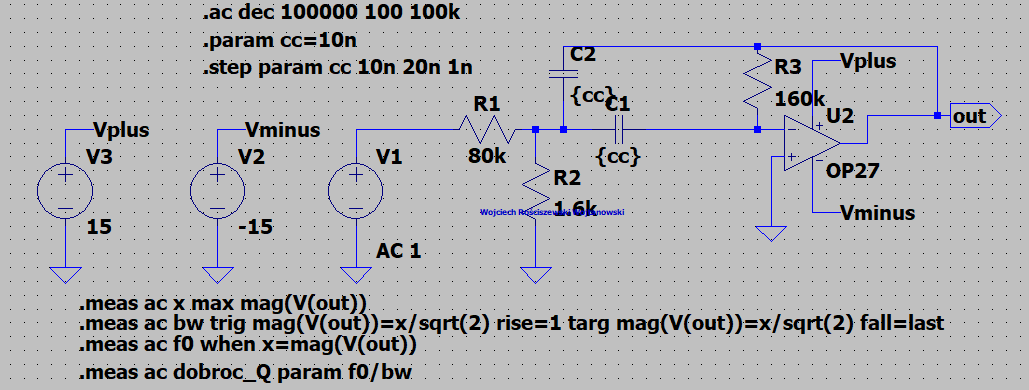 .ac dec 100000 100 100k
.param cc=10n
.step param cc 10n 20n 1n
C2
{cc}
R3
160k
Vplus
Vplus
Vminus
R1
C1
U2
out
V3
V2
V1
80k
{cc}
R2
OP27
15
-15
1.6k
Wojciech
Vminus
AC 1
.meas ac x max mag(V(out))
.meas ac bw trig mag(V(out))=x/sqrt(2) rise=1 targ mag(V(out))=x/sqrt(2) fall=last
.meas ac f0 when x=mag(V(out))
.meas ac dobroc_Q param f0/bw